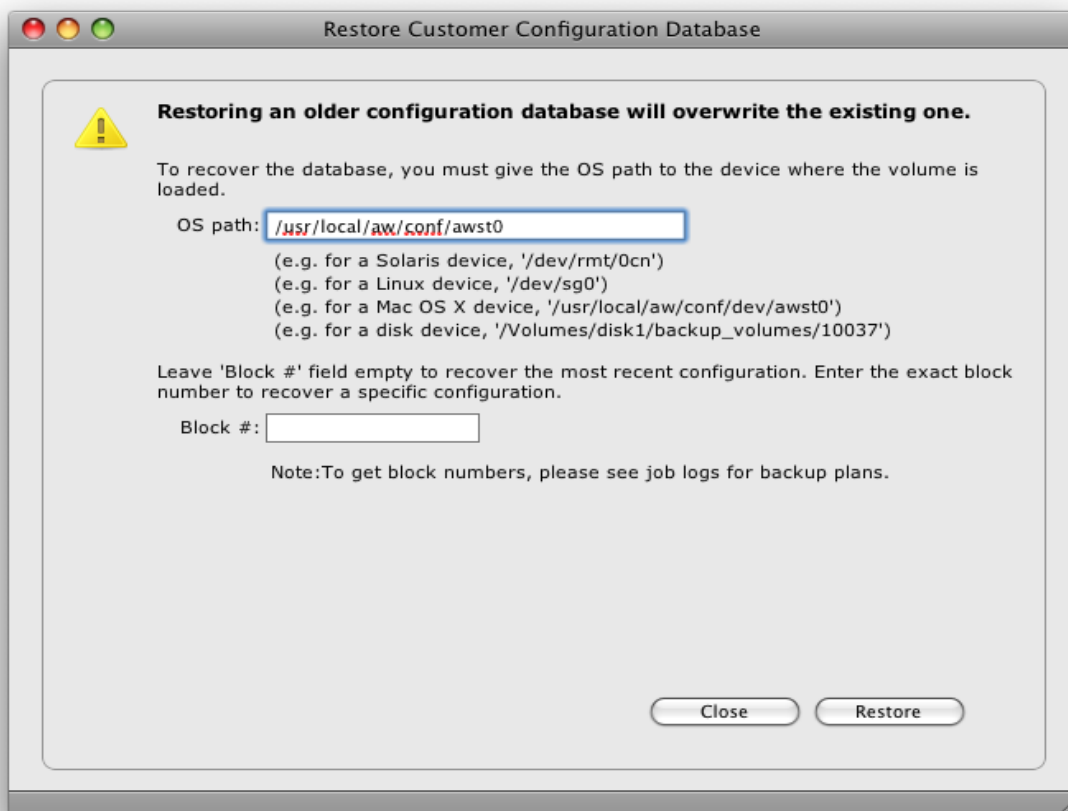 Restore Customer Configuration Database
Restoring an older configuration database will overwrite the existing one.
To recover the database, you must give the OS path to the device where the volume is
loaded.
OS path: /usr/local/aw/conf/awst0
(e.g. for a Solaris device, '/dev/rmt/0cn')
(e.g. for a Linux device, '/dev/sg0')
(e.g. for a Mac OS X device, '/usr/local/aw/conf/dev/awst0')
(e.g. for a disk device, '/Volumes/disk1/backup_volumes/10037')
Leave 'Block #' field empty to recover the most recent configuration. Enter the exact block
number to recover a specific configuration.
Block #:
Note:To get block numbers, please see job logs for backup plans.
Close Restore